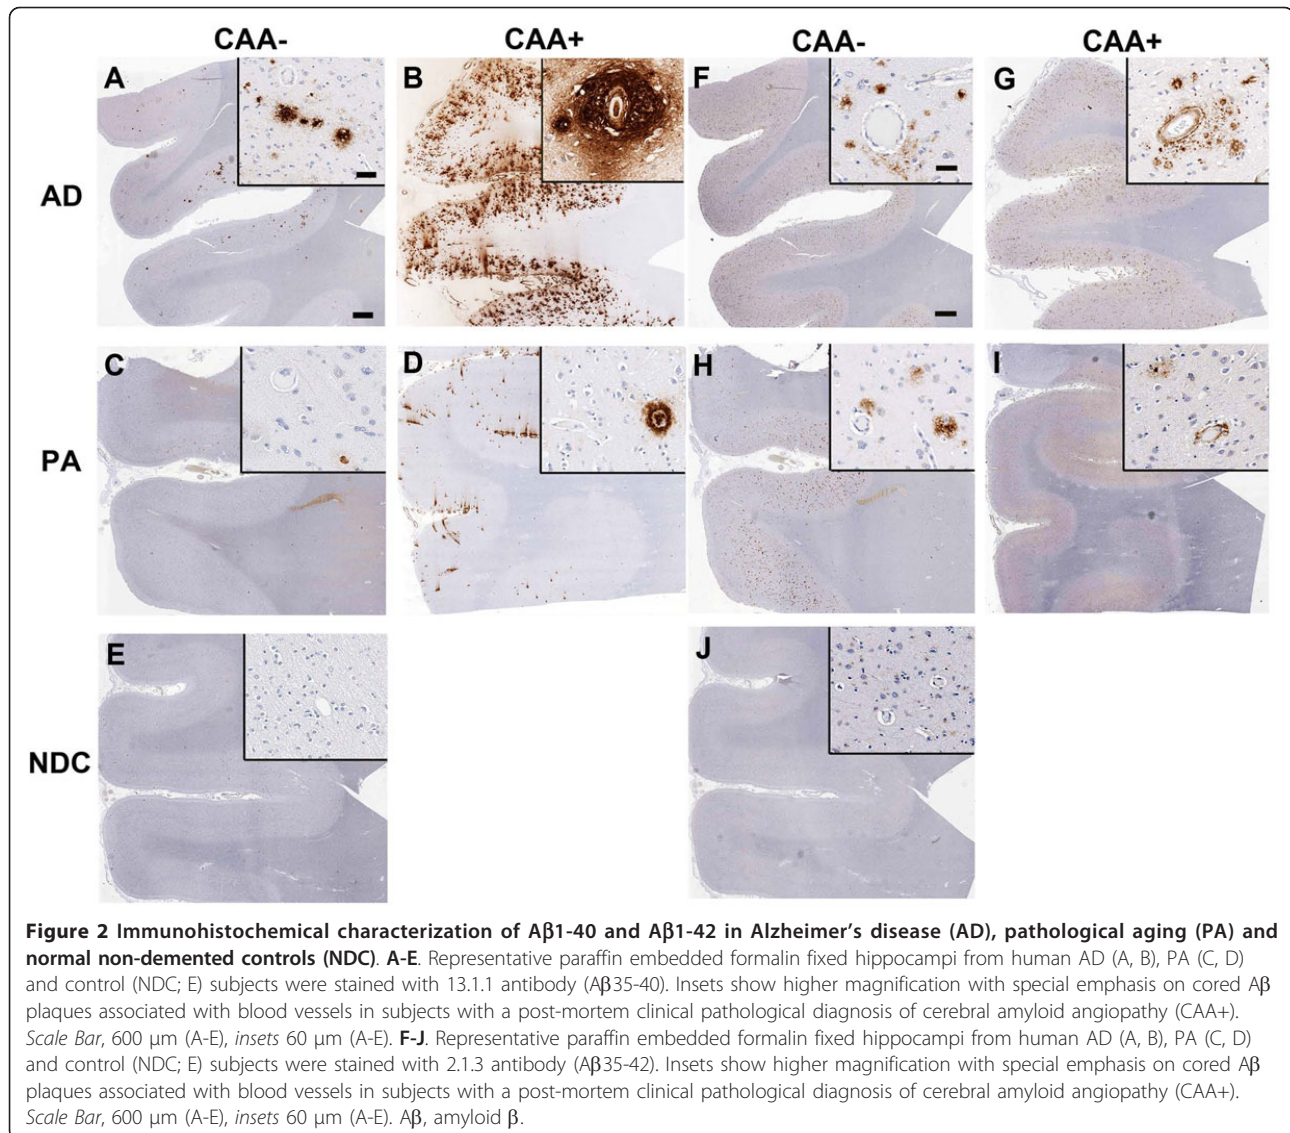 CAA- CAA+ CAA- CAA+
A B F G
AD
C D H I
PA
E J
NDC
Figure 2 Immunohistochemical characterization of Aβ1-40 and Aβ1-42 in Alzheimer's disease (AD), pathological aging (PA) and
normal non-demented controls (NDC). A-E. Representative paraffin embedded formalin fixed hippocampi from human AD (A, B), PA (C, D)
and control (NDC; E) subjects were stained with 13.1.1 antibody (Aβ35-40). Insets show higher magnification with special emphasis on cored Aβ
plaques associated with blood vessels in subjects with a post-mortem clinical pathological diagnosis of cerebral amyloid angiopathy (CAA+).
Scale Bar, 600 μm (A-E), insets 60 μm (A-E). F-J. Representative paraffin embedded formalin fixed hippocampi from human AD (A, B), PA (C, D)
and control (NDC; E) subjects were stained with 2.1.3 antibody (Aβ35-42). Insets show higher magnification with special emphasis on cored Aβ
plaques associated with blood vessels in subjects with a post-mortem clinical pathological diagnosis of cerebral amyloid angiopathy (CAA+).
Scale Bar, 600 μm (A-E), insets 60 μm (A-E). Aβ, amyloid β.